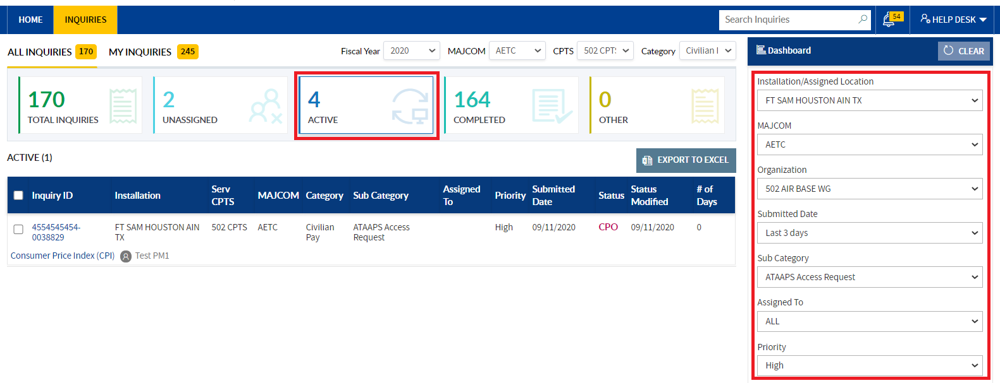 HOME INQUIRIES Search Inquiries 54 HELP DESK
ALL INQUIRIES 170 MY INQUIRIES 245 Fiscal Year 2020 MAJCOM AETC CPTS 502 CPT: Category Civilian I
170
TOTAL INQUIRIES
2
UNASSIGNED
4
ACTIVE
164
COMPLETED
0
OTHER
ACTIVE (1) EXPORT TO EXCEL
Inquiry ID Installation Serv CPTS MAJCOM Category Sub Category Assigned To Priority Submitted Date Status Status Modified # of Days
4554545454-0038829 FT SAM HOUSTON AIN TX 502 CPTS AETC Civilian Pay ATAAPS Access Request High 09/11/2020 CPO 09/11/2020 0
Consumer Price Index (CPI) Test PM1
Dashboard CLEAR
Installation/Assigned Location
FT SAM HOUSTON AIN TX
MAJCOM
AETC
Organization
502 AIR BASE WG
Submitted Date
Last 3 days
Sub Category
ATAAPS Access Request
Assigned To
ALL
Priority
High